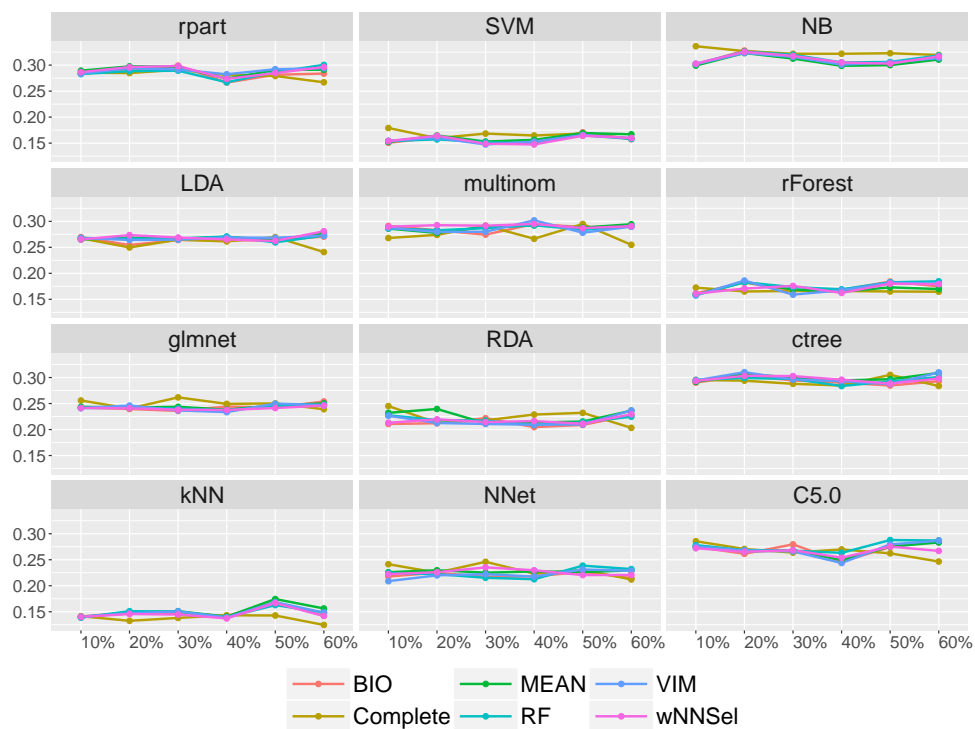 rpart SVM NB
0.30
0.25
0.20
0.15
LDA multinom rForest
0.30
0.25
0.20
0.15
glmnet RDA ctree
0.30
0.25
0.20
0.15
kNN NNet C5.0
0.30
0.25
0.20
0.15
10% 20% 30% 40% 50% 60% 10% 20% 30% 40% 50% 60% 10% 20% 30% 40% 50% 60%
BIO MEAN VIM
Complete RF wNNSel